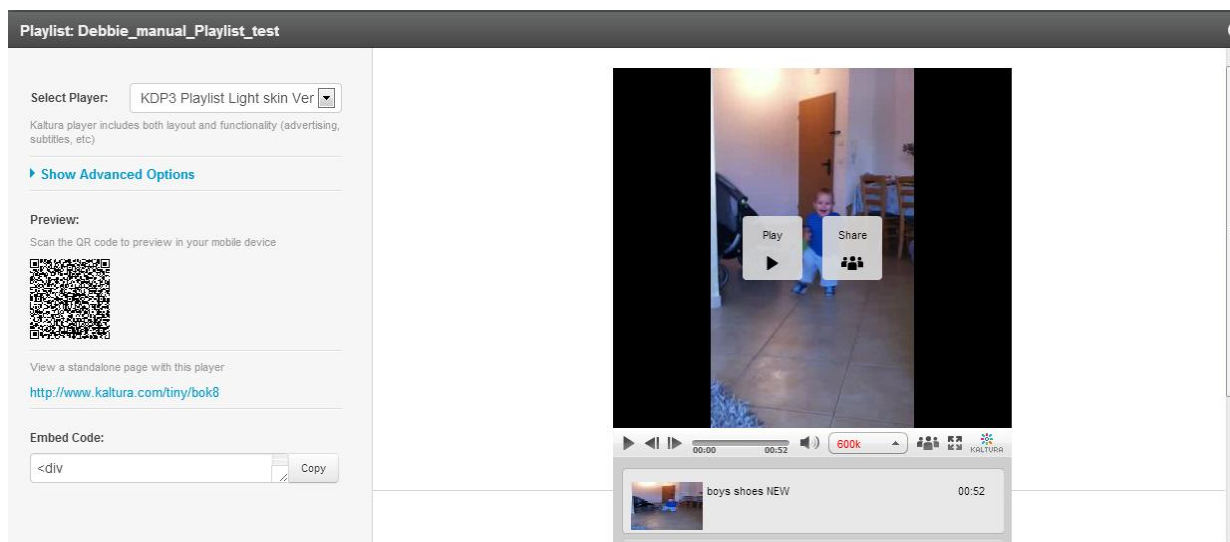 Playlist: Debbie_manual_Playlist_test
Select Player:
KDP3 Playlist Light skin Ver
Kaltura player includes both layout and functionality (advertising,
subtitles, etc)
Show Advanced Options
Preview:
Scan the QR code to preview in your mobile device
View a standalone page with this player
http://www.kaltura.com/tiny/bok8
Embed Code:
<div
Copy
Play
Share
00:00
00:52
600k
KALTURA
boys shoes NEW
00:52